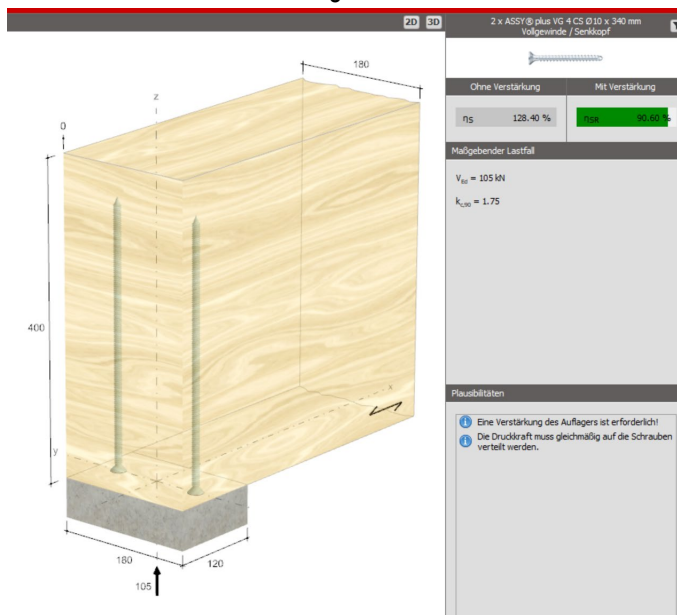 2D 3D
2 x ASSY® plus VG 4 CS Ø10 x 340 mm
Vollgewinde / Senkkopf
Ohne Verstärkung Mit Verstärkung
ηS 128.40 % ηSR 90.60 %
Maßgebender Lastfall
VEd = 105 kN
kc,90 = 1.75
Plausibilitäten
Eine Verstärkung des Auflagers ist erforderlich!
Die Druckkraft muss gleichmäßig auf die Schrauben
verteilt werden.
180
z
0
400
x
y
180
120
105